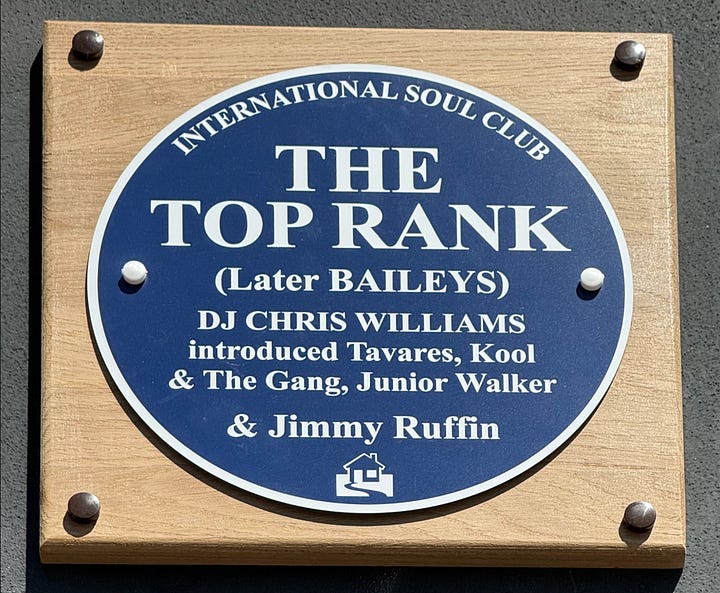 INTERNATIONAL SOUL CLUB
THE
TOP RANK
(Later BAILEYS)
DJ CHRIS WILLIAMS
introduced Tavares, Kool
& The Gang, Junior Walker
& Jimmy Ruffin